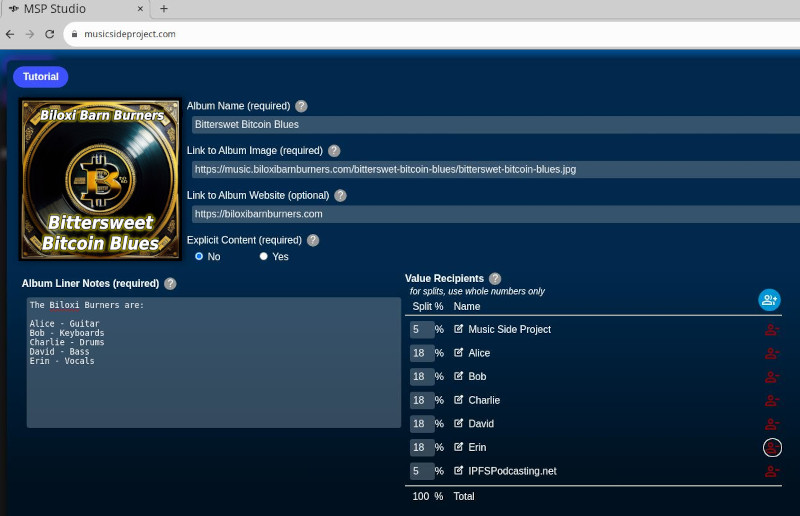 MSP Studio
musicsideproject.com
Tutorial
Biloxi Barn Burners
Bittersweet
Bitcoin Blues
Album Name (required) ?
Bitterswet Bitcoin Blues
Link to Album Image (required) ?
https://music.biloxibarnburners.com/bitterswet-bitcoin-blues/bitterswet-bitcoin-blues.jpg
Link to Album Website (optional) ?
https://biloxibarnburners.com
Explicit Content (required) ?
No Yes
Album Liner Notes (required) ?
The Biloxi Burners are:
Alice - Guitar
Bob - Keyboards
Charlie - Drums
David - Bass
Erin - Vocals
Value Recipients ?
for splits, use whole numbers only
Split % Name
5 % Music Side Project
18 % Alice
18 % Bob
18 % Charlie
18 % David
18 % Erin
5 % IPFSPodcasting.net
100 % Total